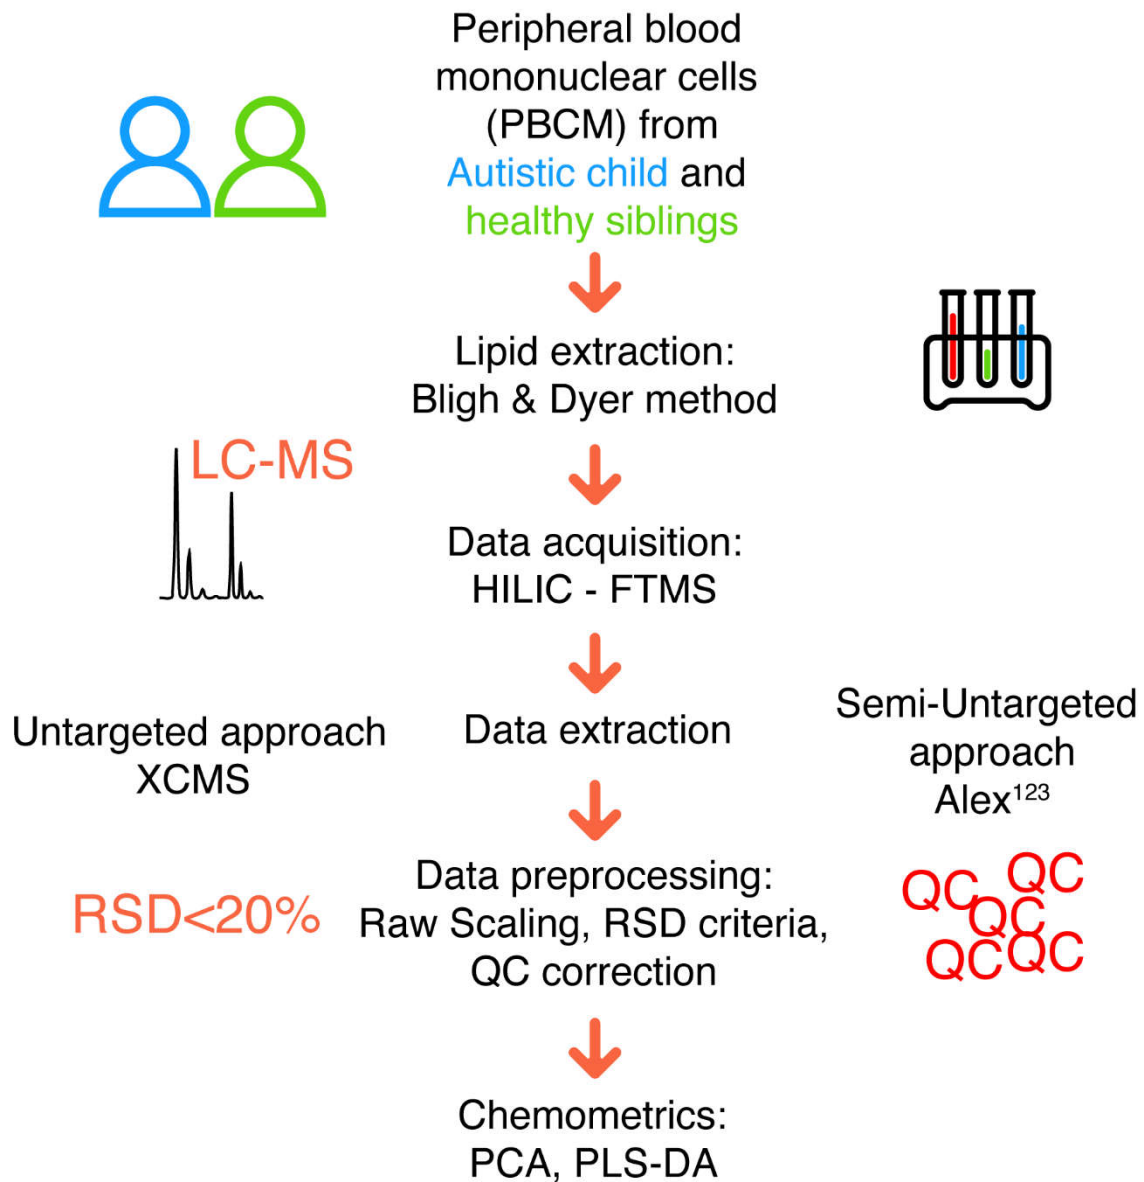 Peripheral blood
mononuclear cells
(PBCM) from
Autistic child and
healthy siblings
Lipid extraction:
Bligh & Dyer method
LC-MS
Data acquisition:
HILIC - FTMS
Untargeted approach
XCMS
Data extraction
Semi-Untargeted
approach
Alex¹²³
RSD<20%
Data preprocessing:
Raw Scaling, RSD criteria,
QC correction
QC
QC
QC
QC
QC
Chemometrics:
PCA, PLS-DA